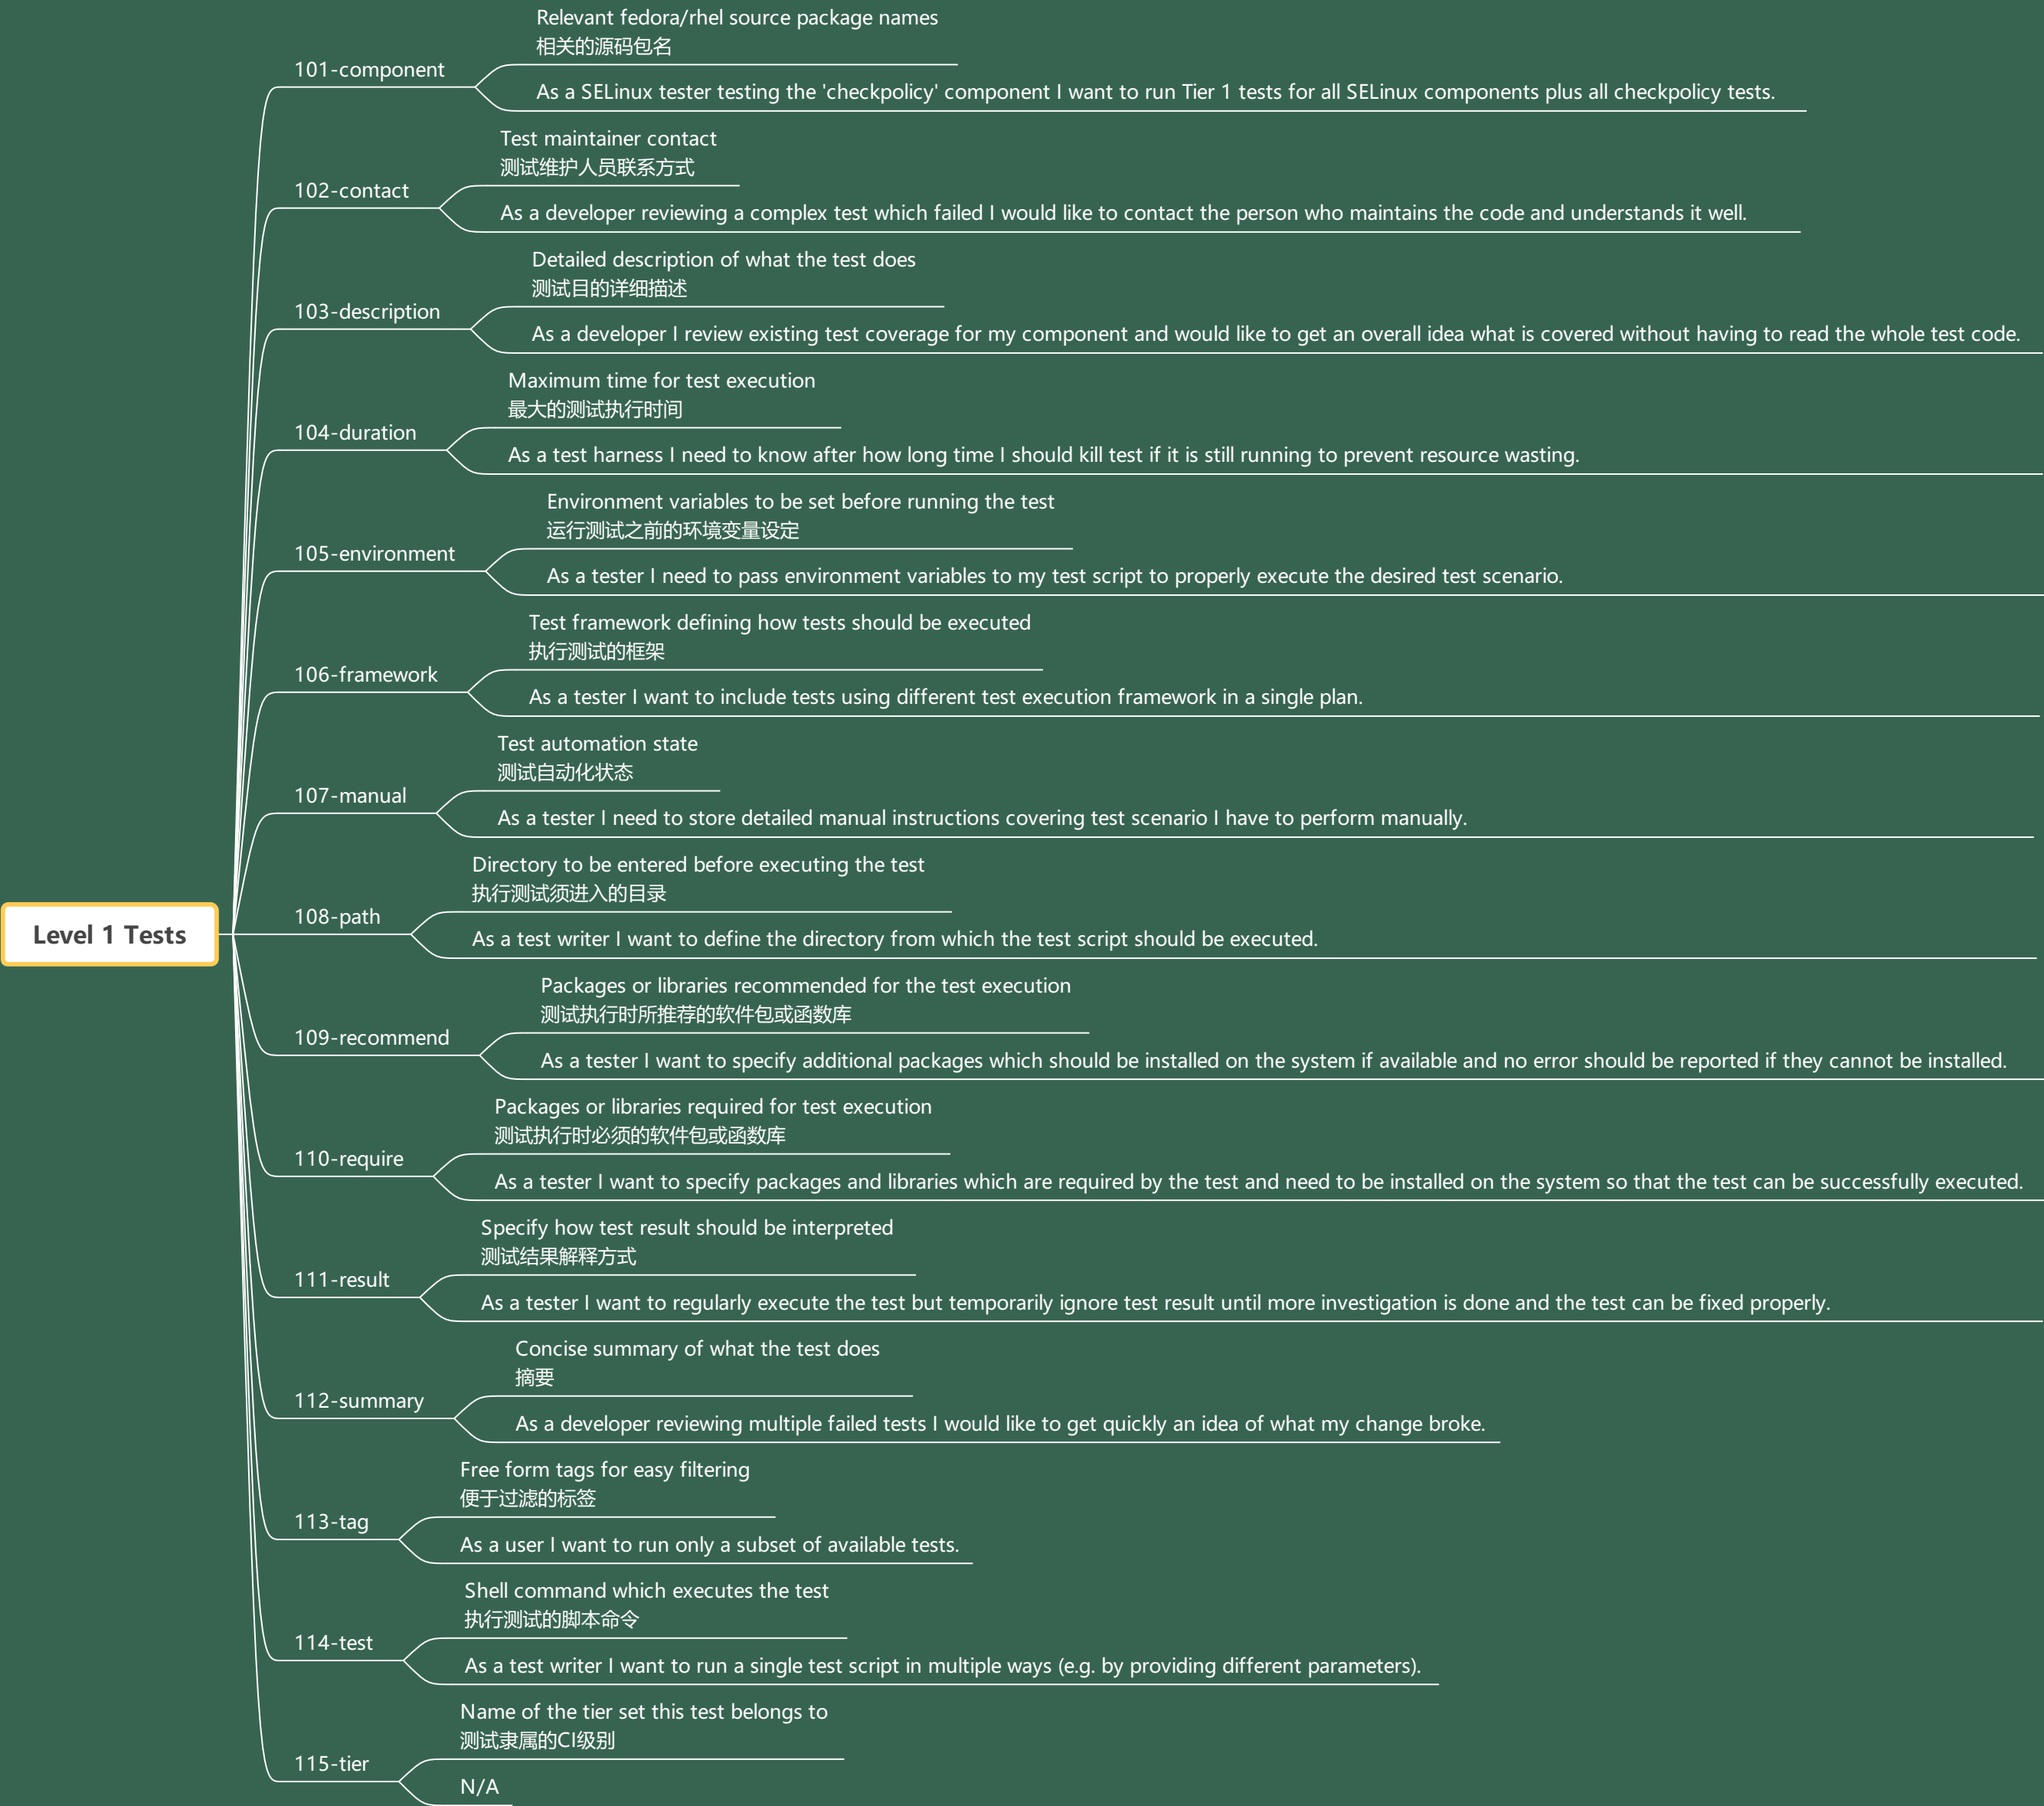 Level 1 Tests
101-component
Relevant fedora/rhel source package names
相关的源码包名
As a SELinux tester testing the 'checkpolicy' component I want to run Tier 1 tests for all SELinux components plus all checkpolicy tests.
102-contact
Test maintainer contact
测试维护人员联系方式
As a developer reviewing a complex test which failed I would like to contact the person who maintains the code and understands it well.
103-description
Detailed description of what the test does
测试目的详细描述
As a developer I review existing test coverage for my component and would like to get an overall idea what is covered without having to read the whole test code.
104-duration
Maximum time for test execution
最大的测试执行时间
As a test harness I need to know after how long time I should kill test if it is still running to prevent resource wasting.
105-environment
Environment variables to be set before running the test
运行测试之前的环境变量设定
As a tester I need to pass environment variables to my test script to properly execute the desired test scenario.
106-framework
Test framework defining how tests should be executed
执行测试的框架
As a tester I want to include tests using different test execution framework in a single plan.
107-manual
Test automation state
测试自动化状态
As a tester I need to store detailed manual instructions covering test scenario I have to perform manually.
108-path
Directory to be entered before executing the test
执行测试须进入的目录
As a test writer I want to define the directory from which the test script should be executed.
109-recommend
Packages or libraries recommended for the test execution
测试执行时所推荐的软件包或函数库
As a tester I want to specify additional packages which should be installed on the system if available and no error should be reported if they cannot be installed.
110-require
Packages or libraries required for test execution
测试执行时必须的软件包或函数库
As a tester I want to specify packages and libraries which are required by the test and need to be installed on the system so that the test can be successfully executed.
111-result
Specify how test result should be interpreted
测试结果解释方式
As a tester I want to regularly execute the test but temporarily ignore test result until more investigation is done and the test can be fixed properly.
112-summary
Concise summary of what the test does
摘要
As a developer reviewing multiple failed tests I would like to get quickly an idea of what my change broke.
113-tag
Free form tags for easy filtering
便于过滤的标签
As a user I want to run only a subset of available tests.
114-test
Shell command which executes the test
执行测试的脚本命令
As a test writer I want to run a single test script in multiple ways (e.g. by providing different parameters).
115-tier
Name of the tier set this test belongs to
测试隶属的CI级别
N/A